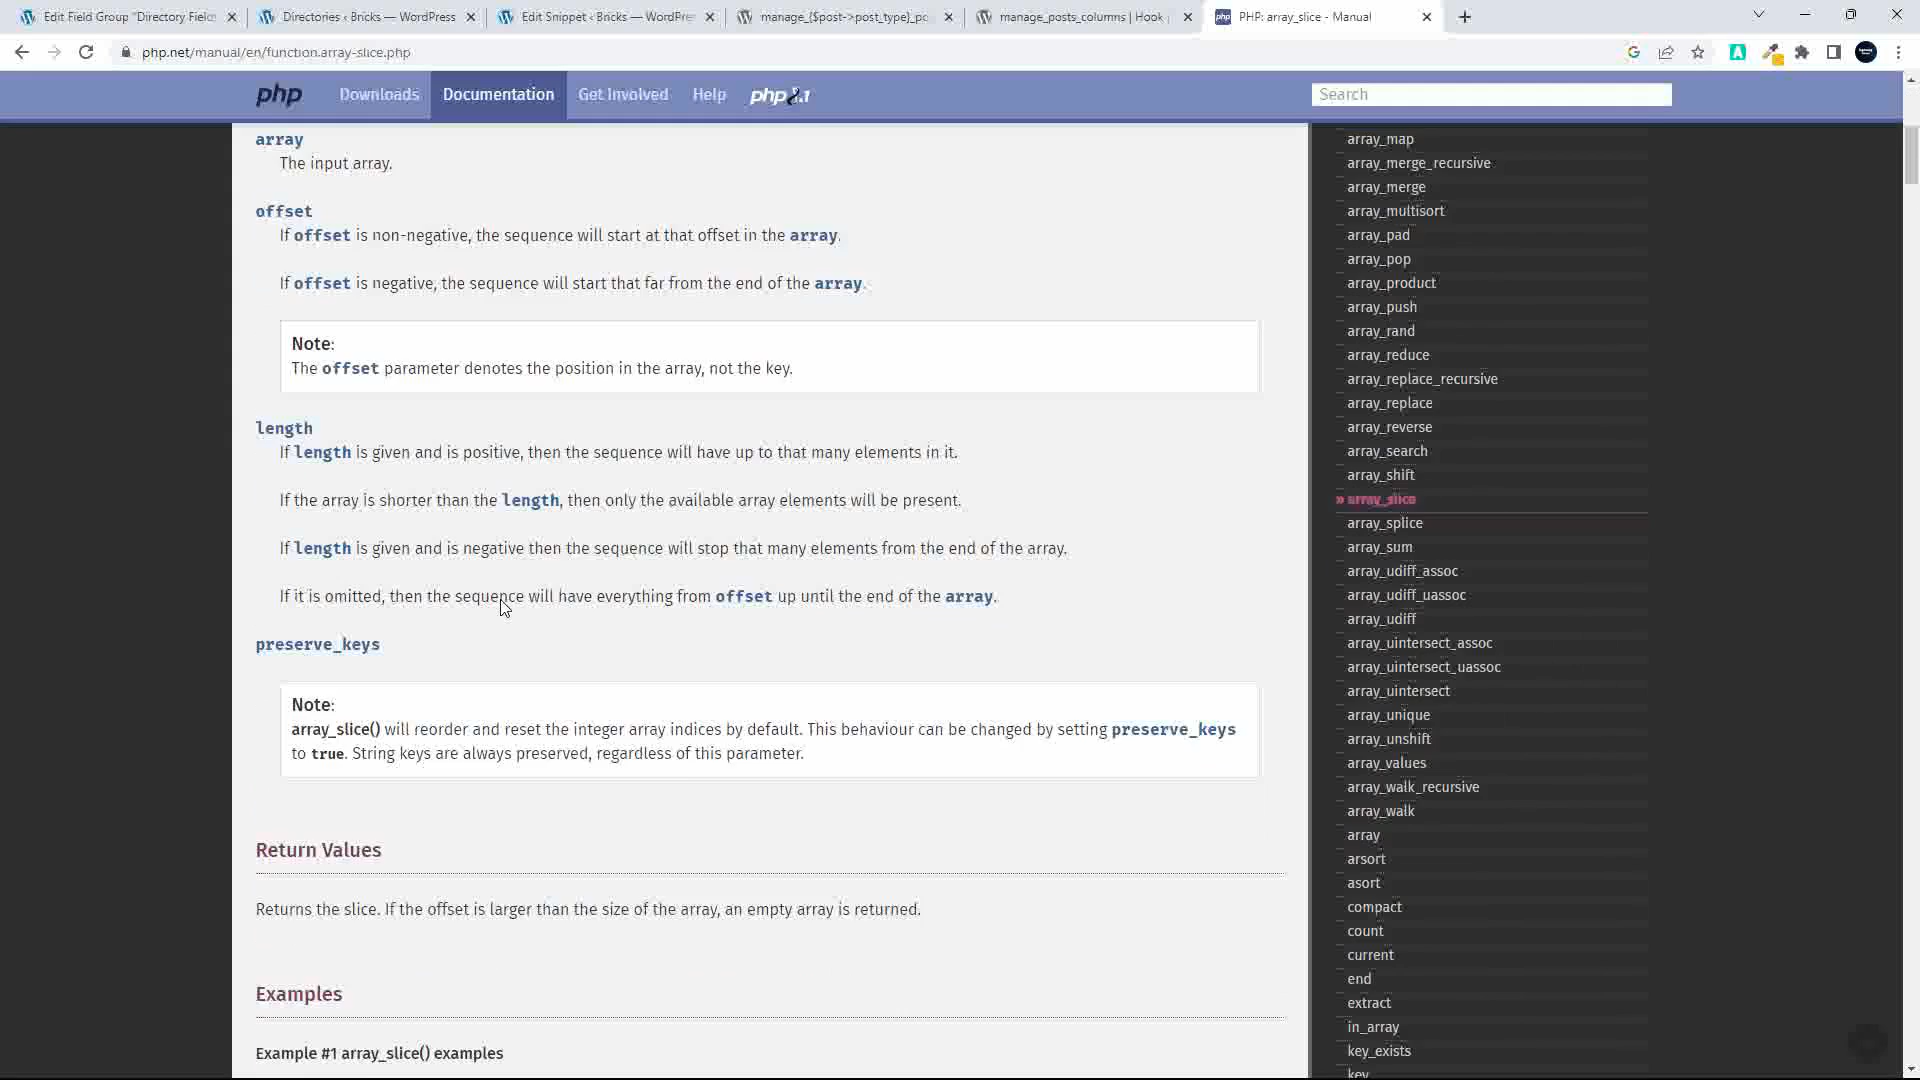 Edit Field Group "Directory Field
Directories ‹ Bricks — WordPress
Edit Snippet ‹ Bricks — WordPre
manage_{$post->post_type}_po
manage_posts_columns | Hook
php PHP: array_slice - Manual
php.net/manual/en/function.array-slice.php
php Downloads Documentation Get Involved Help php 8.1 Search
array
The input array.
offset
If offset is non-negative, the sequence will start at that offset in the array.
If offset is negative, the sequence will start that far from the end of the array.
Note:
The offset parameter denotes the position in the array, not the key.
length
If length is given and is positive, then the sequence will have up to that many elements in it.
If the array is shorter than the length, then only the available array elements will be present.
If length is given and is negative then the sequence will stop that many elements from the end of the array.
If it is omitted, then the sequence will have everything from offset up until the end of the array.
preserve_keys
Note:
array_slice() will reorder and reset the integer array indices by default. This behaviour can be changed by setting preserve_keys
to true. String keys are always preserved, regardless of this parameter.
Return Values
Returns the slice. If the offset is larger than the size of the array, an empty array is returned.
Examples
Example #1 array_slice() examples
array_map
array_merge_recursive
array_merge
array_multisort
array_pad
array_pop
array_product
array_push
array_rand
array_reduce
array_replace_recursive
array_replace
array_reverse
array_search
array_shift
» array_slice
array_splice
array_sum
array_udiff_assoc
array_udiff_uassoc
array_udiff
array_uintersect_assoc
array_uintersect_uassoc
array_uintersect
array_unique
array_unshift
array_values
array_walk_recursive
array_walk
array
arsort
asort
compact
count
current
end
extract
in_array
key_exists
key